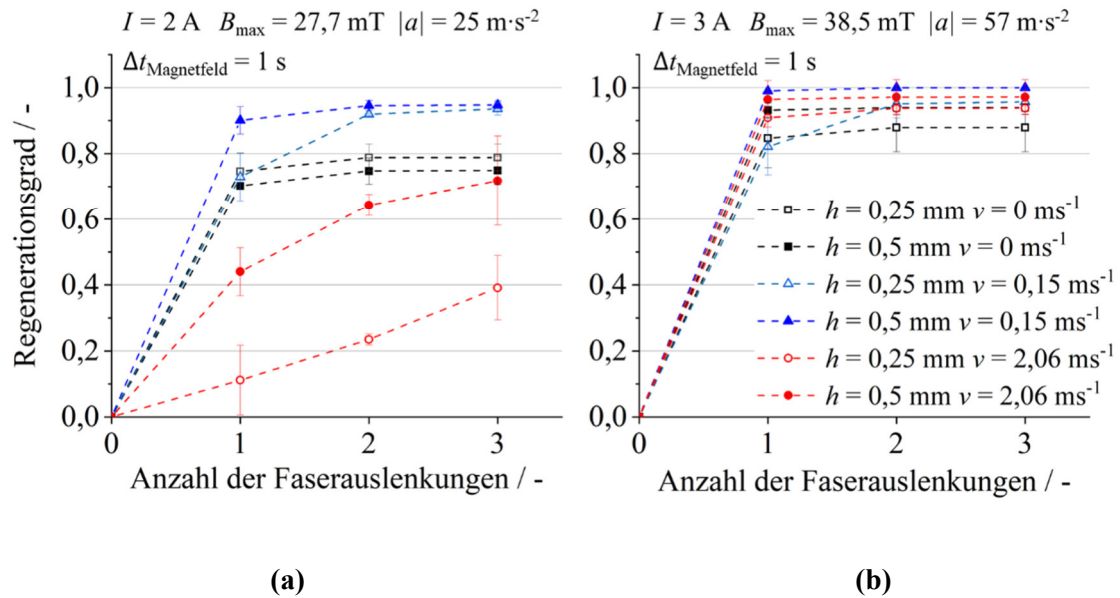 I = 2 A B_max = 27,7 mT |a| = 25 m·s⁻²
Δt_Magnetfeld = 1 s
Regenerationsgrad / -
1,0
0,8
0,6
0,4
0,2
0,0
0 1 2 3
Anzahl der Faserauslenkungen / -
(a)
I = 3 A B_max = 38,5 mT |a| = 57 m·s⁻²
Δt_Magnetfeld = 1 s
1,0
0,8
0,6
0,4
0,2
0,0
h = 0,25 mm v = 0 ms⁻¹
h = 0,5 mm v = 0 ms⁻¹
h = 0,25 mm v = 0,15 ms⁻¹
h = 0,5 mm v = 0,15 ms⁻¹
h = 0,25 mm v = 2,06 ms⁻¹
h = 0,5 mm v = 2,06 ms⁻¹
0 1 2 3
Anzahl der Faserauslenkungen / -
(b)